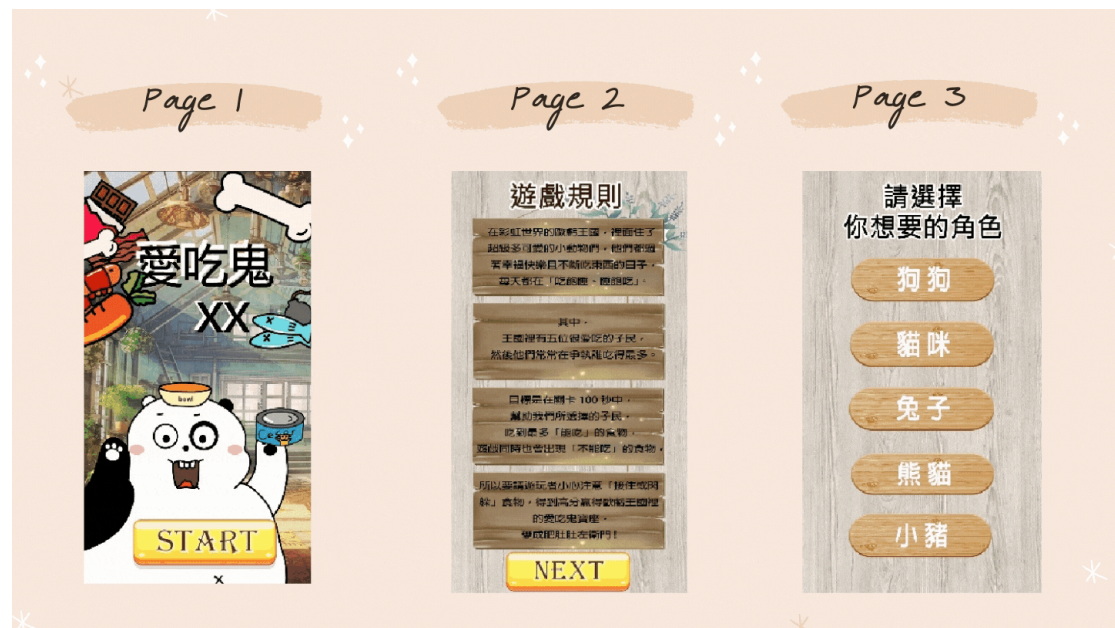 Page 1
Page 2
Page 3
愛吃鬼
XX
bowl
START
遊戲規則
在彩虹世界的歐鵝王國,裡面住了
超級多可愛的小動物們,他們都過
著幸福快樂且不斷吃東西的日子,
每天都在「吃飽睡、睡飽吃」。
其中,
王國裡有五位很愛吃的子民,
然後他們常常在爭執誰吃得最多。
目標是在關卡 100 秒中,
幫助我們所選擇的子民,
吃到最多「能吃」的食物,
遊戲同時也會出現「不能吃」的食物,
所以要請遊玩者小心注意「接住或閃
躲」食物,得到高分贏得王國裡
的愛吃鬼寶座,
變成肥肚肚左衛門!
NEXT
請選擇
你想要的角色
狗狗
貓咪
兔子
熊貓
小豬